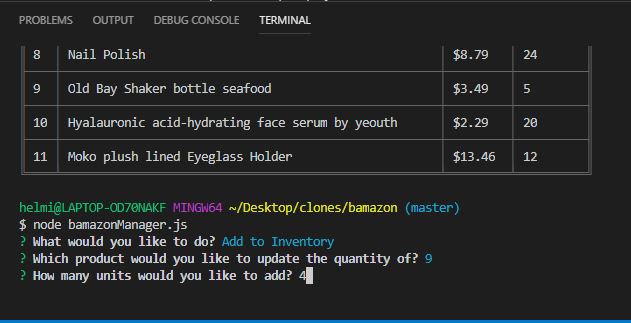 PROBLEMS OUTPUT DEBUG CONSOLE TERMINAL
8 Nail Polish $8.79 24
9 Old Bay Shaker bottle seafood $3.49 5
10 Hyalauronic acid-hydrating face serum by yeouth $2.29 20
11 Moko plush lined Eyeglass Holder $13.46 12
helmi@LAPTOP-OD70NAKF MINGW64 ~/Desktop/clones/bamazon (master)
$ node bamazonManager.js
? What would you like to do? Add to Inventory
? Which product would you like to update the quantity of? 9
? How many units would you like to add? 4